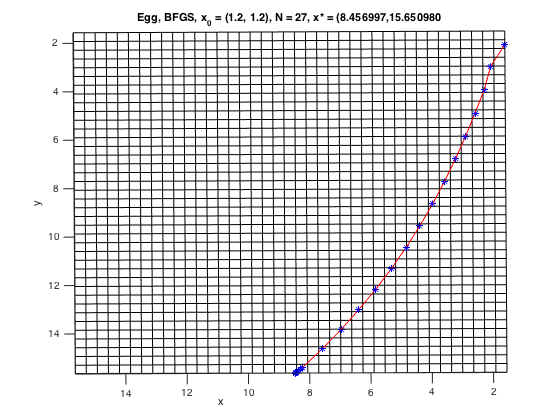 Egg, BFGS, x0 = (1.2, 1.2), N = 27, x* = (8.456997,15.650980
2
4
6
8
10
12
14
y
14 12 10 8 6 4 2
x